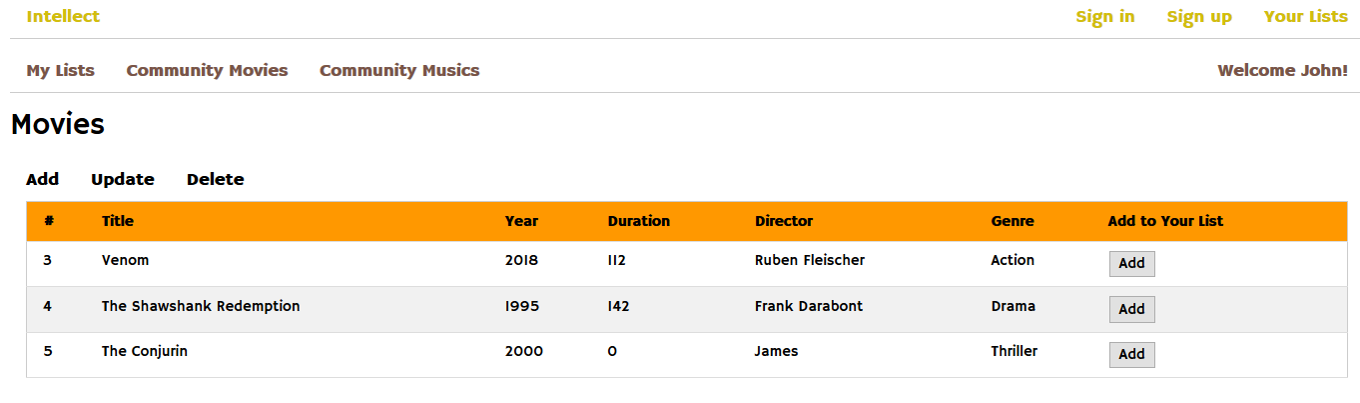 Intellect Sign in Sign up Your Lists
My Lists Community Movies Community Musics Welcome John!
Movies
Add Update Delete
# Title Year Duration Director Genre Add to Your List
3 Venom 2018 112 Ruben Fleischer Action Add
4 The Shawshank Redemption 1995 142 Frank Darabont Drama Add
5 The Conjurin 2000 0 James Thriller Add